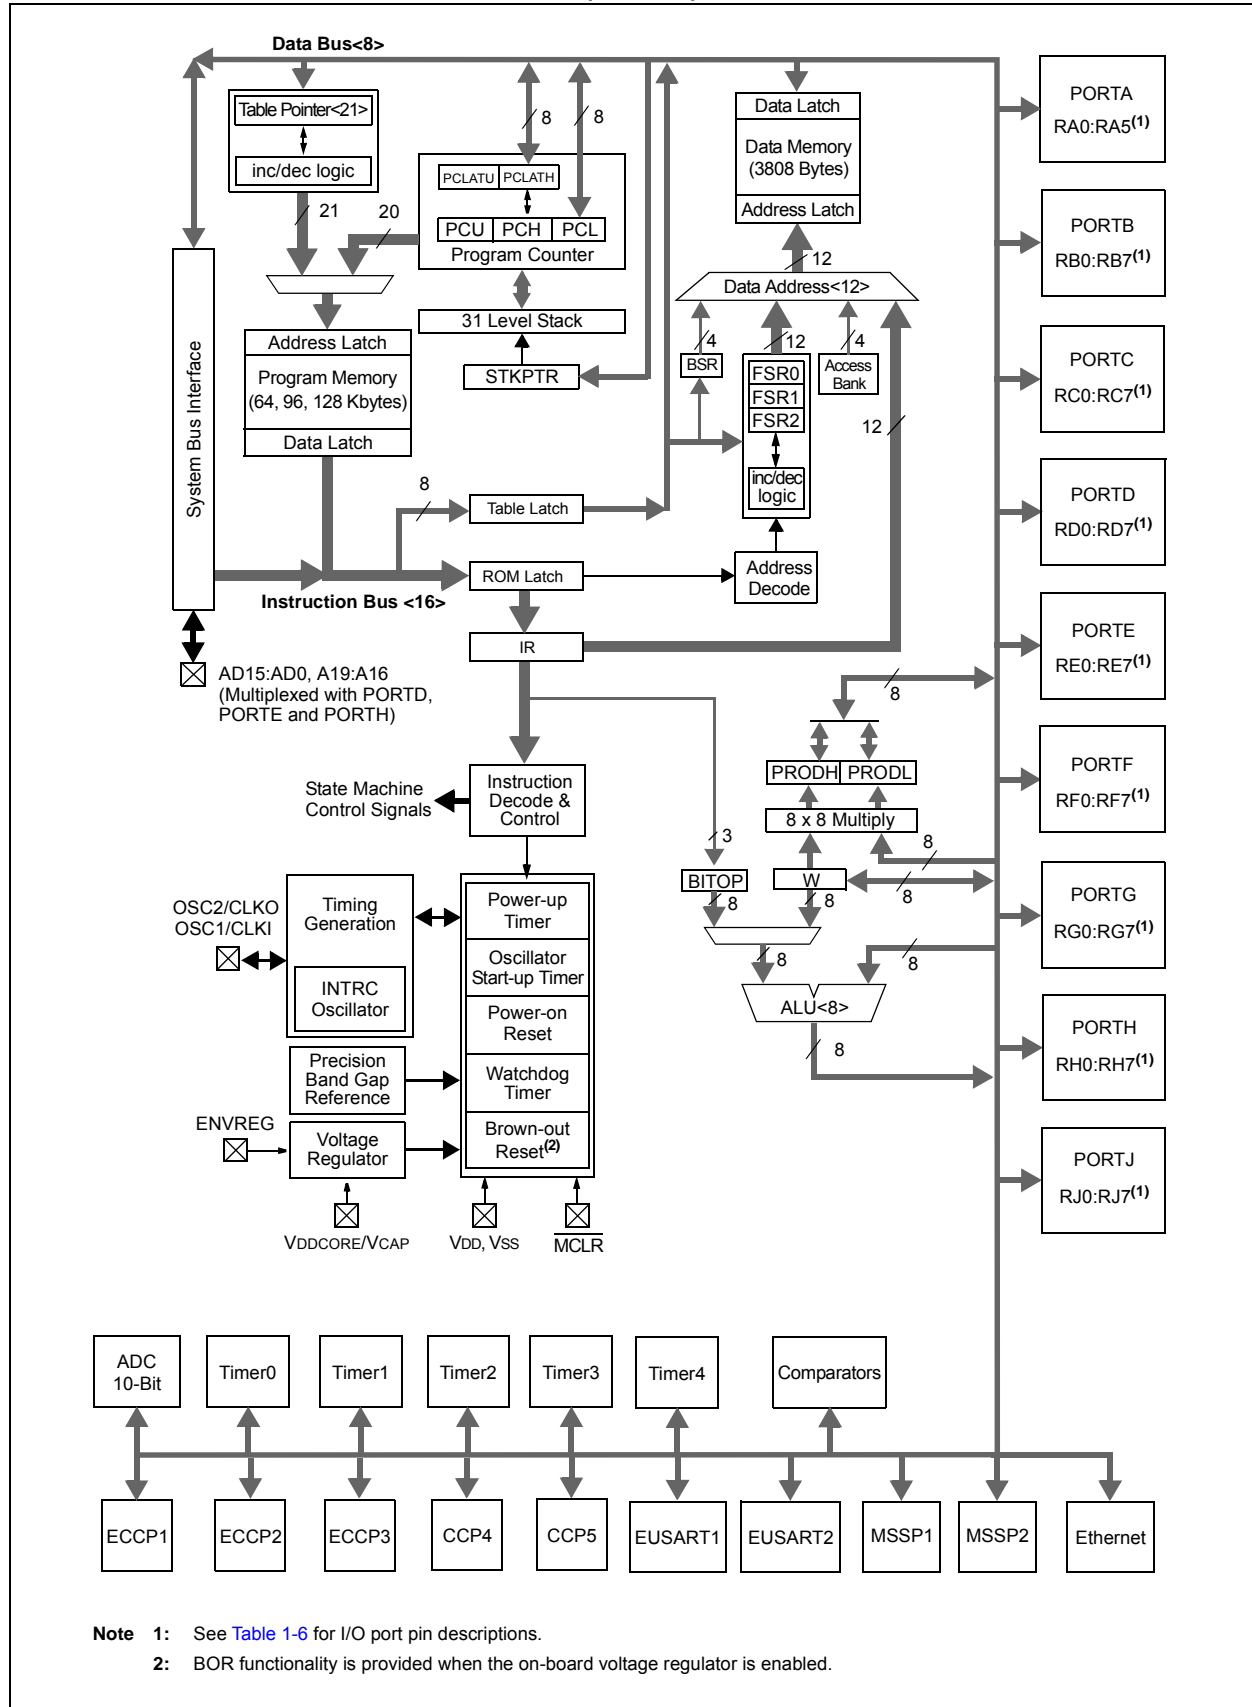 Data Bus<8>
Table Pointer<21>
inc/dec logic
21
20
8
8
PCLATU PCLATH
PCU PCH PCL
Program Counter
31 Level Stack
STKPTR
Data Latch
Data Memory
(3808 Bytes)
Address Latch
12
Data Address<12>
4
12
4
BSR
FSR0
FSR1
FSR2
inc/dec
logic
Access
Bank
12
Address
Decode
System Bus Interface
Address Latch
Program Memory
(64, 96, 128 Kbytes)
Data Latch
8
Table Latch
ROM Latch
Instruction Bus <16>
IR
AD15:AD0, A19:A16
(Multiplexed with PORTD,
PORTE and PORTH)
State Machine
Control Signals
Instruction
Decode &
Control
8
PRODH PRODL
8 x 8 Multiply
3
8
BITOP
W
8
8
8
8
8
ALU<8>
8
OSC2/CLKO
OSC1/CLKI
Timing
Generation
INTRC
Oscillator
Power-up
Timer
Oscillator
Start-up Timer
Power-on
Reset
Watchdog
Timer
Brown-out
Reset(2)
Precision
Band Gap
Reference
ENVREG
Voltage
Regulator
VDDCORE/VCAP
VDD, VSS
MCLR
PORTA
RA0:RA5(1)
PORTB
RB0:RB7(1)
PORTC
RC0:RC7(1)
PORTD
RD0:RD7(1)
PORTE
RE0:RE7(1)
PORTF
RF0:RF7(1)
PORTG
RG0:RG7(1)
PORTH
RH0:RH7(1)
PORTJ
RJ0:RJ7(1)
ADC
10-Bit
Timer0
Timer1
Timer2
Timer3
Timer4
Comparators
ECCP1
ECCP2
ECCP3
CCP4
CCP5
EUSART1
EUSART2
MSSP1
MSSP2
Ethernet
Note 1: See Table 1-6 for I/O port pin descriptions.
2: BOR functionality is provided when the on-board voltage regulator is enabled.